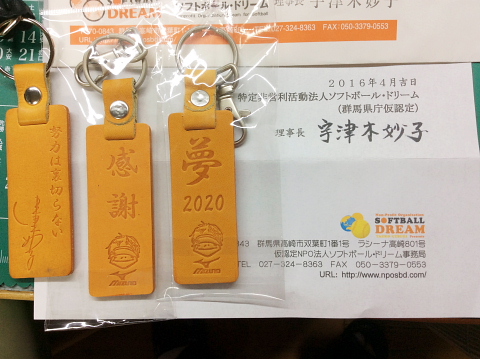 SOFTBALL
DREAM
ソフトボール・ドリーム
理事長 宇津木妙子
027-324-8363 FAX 050-3379-0553
努力は裏切らない
感謝
MIZUNO
夢
2020
MIZUNO
2016年4月吉日
特定非営利活動法人ソフトボール・ドリーム
(群馬県庁仮認定)
理事長 宇津木妙子
SOFTBALL
DREAM
群馬県高崎市双葉町1番1号 ラシーナ高崎801号
仮認定NPO法人ソフトボール・ドリーム事務局
TEL 027-324-8363 FAX 050-3379-0553
URL: http://www.nposbd.com/